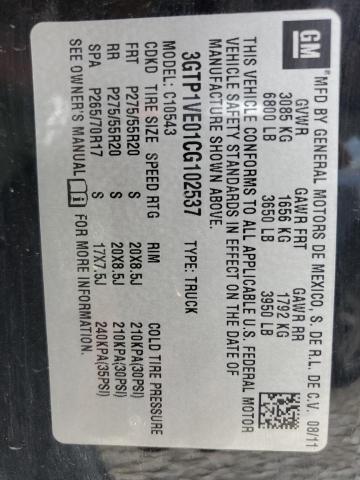 GM
MFD BY GENERAL MOTORS DE MEXICO, S. DE R.L. DE C.V. 08/11
GVWR GAWR FRT GAWR RR
3085 KG 1656 KG 1792 KG
6800 LB 3650 LB 3950 LB
THIS VEHICLE CONFORMS TO ALL APPLICABLE U.S. FEDERAL MOTOR
VEHICLE SAFETY STANDARDS IN EFFECT ON THE DATE OF
MANUFACTURE SHOWN ABOVE.
3GTP1VE01CG102537 TYPE: TRUCK
MODEL: C10543
CDKD TIRE SIZE SPEED RTG RIM COLD TIRE PRESSURE
FRT P275/55R20 S 20X8.5J 210KPA(30PSI)
RR P275/55R20 S 20X8.5J 210KPA(30PSI)
SPA P265/70R17 S 17X7.5J 240KPA(35PSI)
SEE OWNER'S MANUAL FOR MORE INFORMATION.